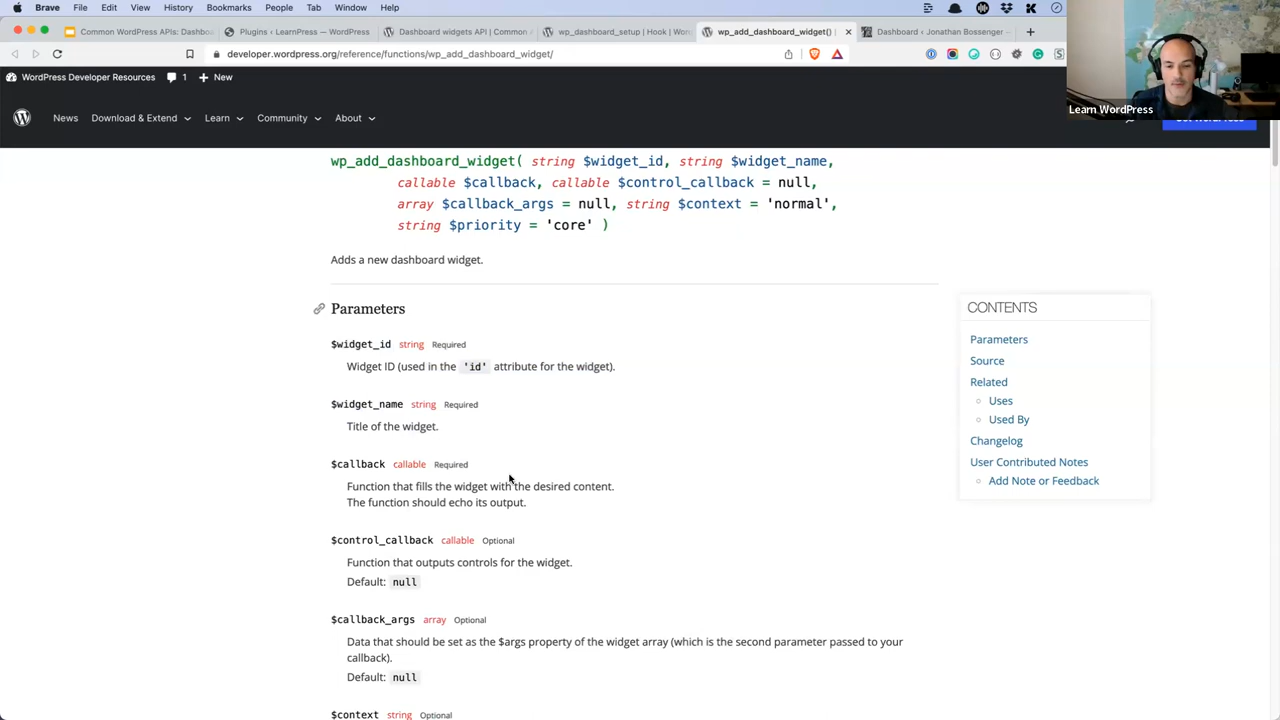 Brave File Edit View History Bookmarks People Tab Window Help
Common WordPress APIs: Dashbo
Plugins ‹ LearnPress — WordPress
Dashboard widgets API | Common
wp_dashboard_setup | Hook | Wor
wp_add_dashboard_widget() |
Dashboard ‹ Jonathan Bossenger
developer.wordpress.org/reference/functions/wp_add_dashboard_widget/
WordPress Developer Resources 1 New
Learn WordPress
News Download & Extend Learn Community About
wp_add_dashboard_widget( string $widget_id, string $widget_name,
callable $callback, callable $control_callback = null,
array $callback_args = null, string $context = 'normal',
string $priority = 'core' )
Adds a new dashboard widget.
Parameters
$widget_id string Required
Widget ID (used in the 'id' attribute for the widget).
$widget_name string Required
Title of the widget.
$callback callable Required
Function that fills the widget with the desired content.
The function should echo its output.
$control_callback callable Optional
Function that outputs controls for the widget.
Default: null
$callback_args array Optional
Data that should be set as the $args property of the widget array (which is the second parameter passed to your
callback).
Default: null
$context string Optional
CONTENTS
Parameters
Source
Related
Uses
Used By
Changelog
User Contributed Notes
Add Note or Feedback